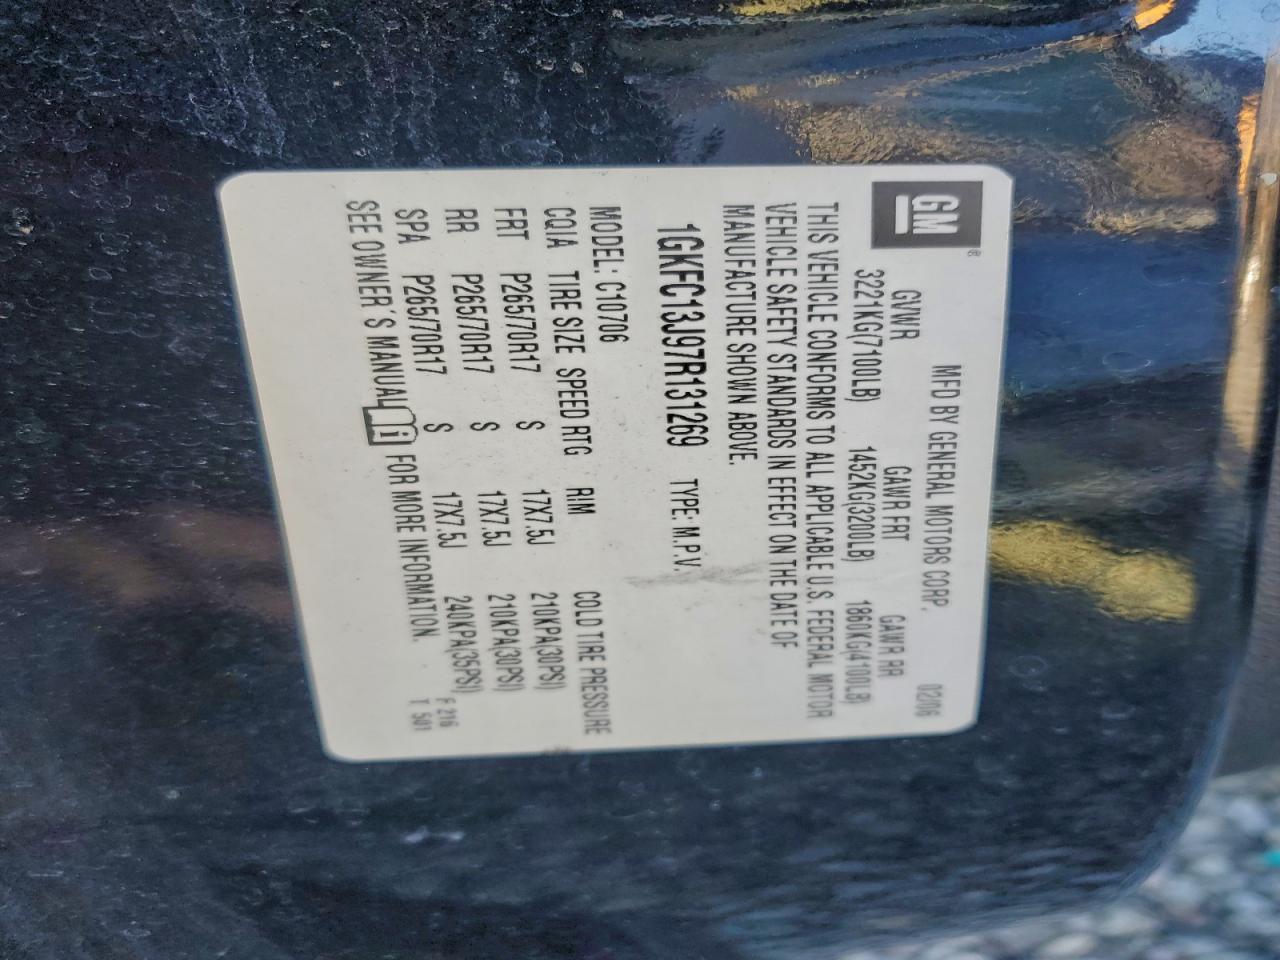 GM®
MFD BY GENERAL MOTORS CORP. 02/06
GVWR GAWR FRT GAWR RR
3221KG(7100LB) 1452KG(3200LB) 1860KG(4100LB)
THIS VEHICLE CONFORMS TO ALL APPLICABLE U.S. FEDERAL MOTOR
VEHICLE SAFETY STANDARDS IN EFFECT ON THE DATE OF
MANUFACTURE SHOWN ABOVE.
1GKFC13J97R131269 TYPE: M.P.V.
MODEL: C10706
CQIA TIRE SIZE SPEED RTG RIM COLD TIRE PRESSURE
FRT P265/70R17 S 17X7.5J 210KPA(30PSI)
RR P265/70R17 S 17X7.5J 210KPA(30PSI)
SPA P265/70R17 S 17X7.5J 240KPA(35PSI)
SEE OWNER'S MANUAL i FOR MORE INFORMATION.
F 216
T 501